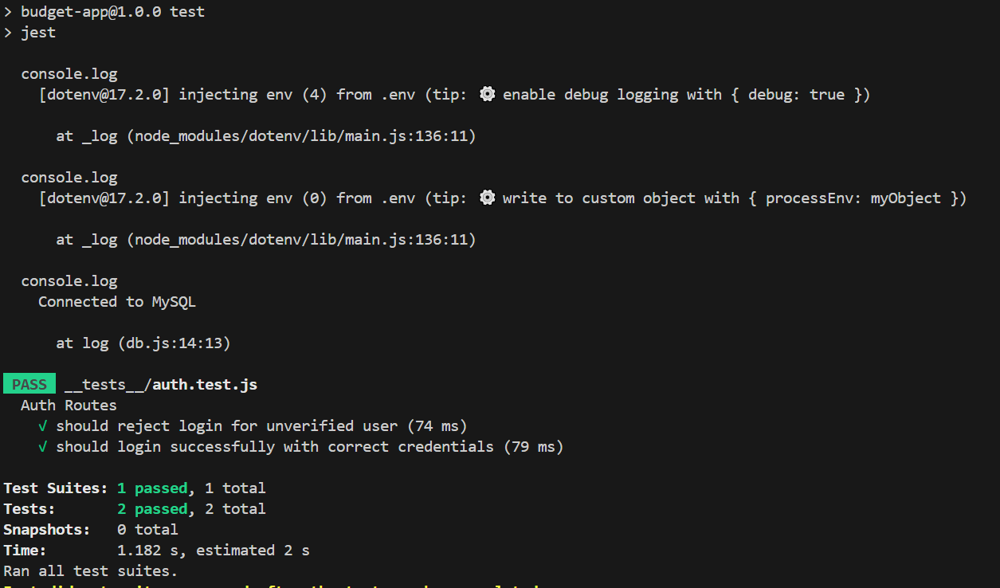 > budget-app@1.0.0 test
> jest
console.log
[dotenv@17.2.0] injecting env (4) from .env (tip: ⚙️ enable debug logging with { debug: true })
at _log (node_modules/dotenv/lib/main.js:136:11)
console.log
[dotenv@17.2.0] injecting env (0) from .env (tip: ⚙️ write to custom object with { processEnv: myObject })
at _log (node_modules/dotenv/lib/main.js:136:11)
console.log
Connected to MySQL
at log (db.js:14:13)
PASS __tests__/auth.test.js
Auth Routes
√ should reject login for unverified user (74 ms)
√ should login successfully with correct credentials (79 ms)
Test Suites: 1 passed, 1 total
Tests: 2 passed, 2 total
Snapshots: 0 total
Time: 1.182 s, estimated 2 s
Ran all test suites.